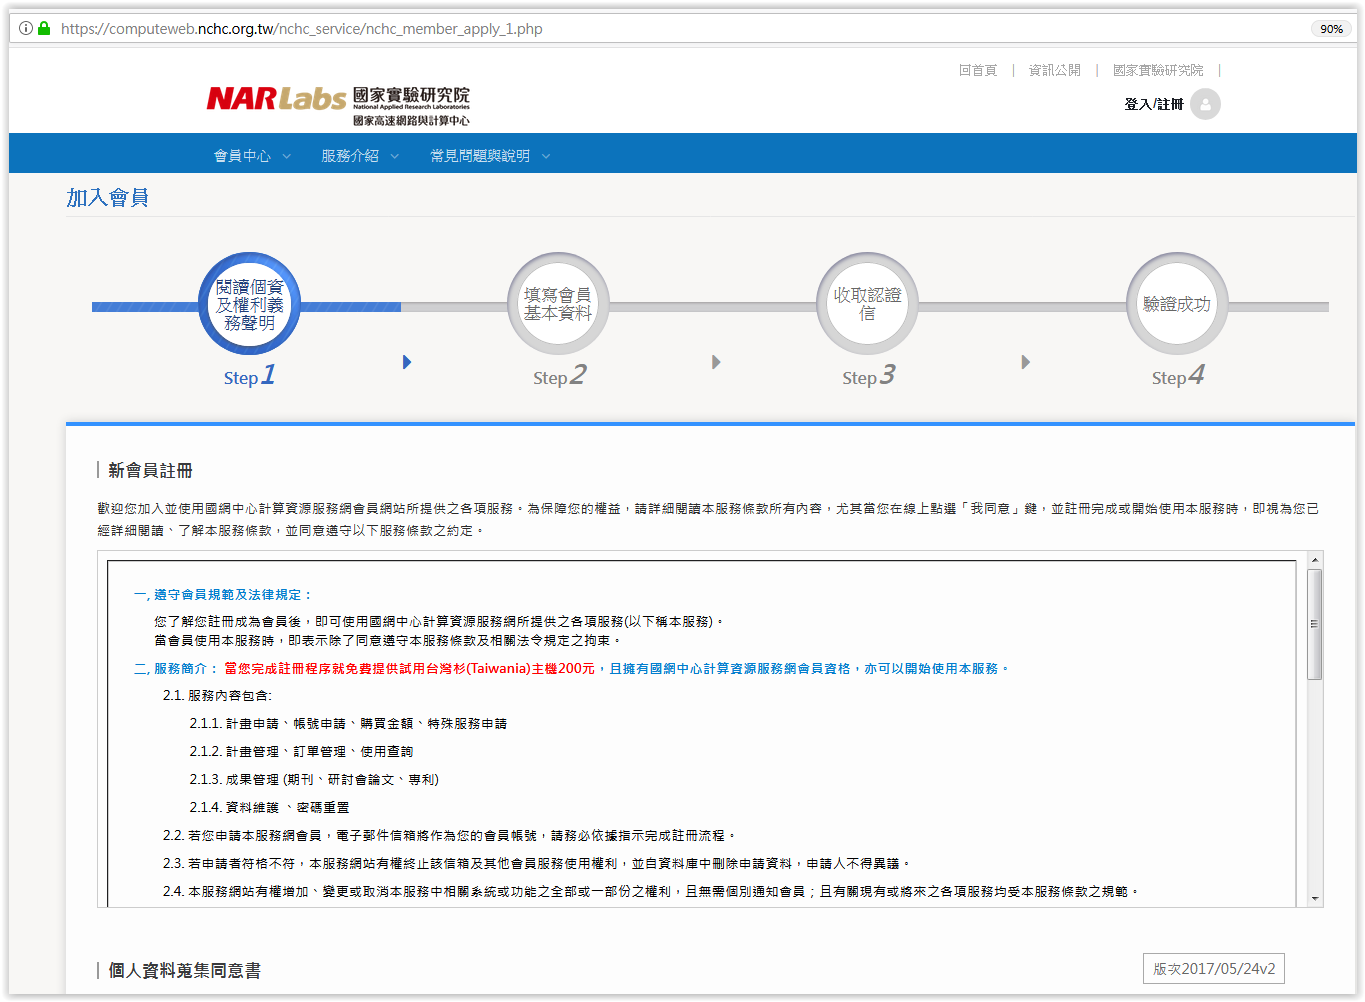 https://computeweb.nchc.org.tw/nchc_service/nchc_member_apply_1.php
90%
回首頁 | 資訊公開 | 國家實驗研究院 |
NARLabs 國家實驗研究院
National Applied Research Laboratories
國家高速網路與計算中心
登入/註冊
會員中心 服務介紹 常見問題與說明
加入會員
閱讀個資
及權利義
務聲明
Step1
填寫會員
基本資料
Step2
收取認證
信
Step3
驗證成功
Step4
新會員註冊
歡迎您加入並使用國網中心計算資源服務網會員網站所提供之各項服務。為保障您的權益，請詳細閱讀本服務條款所有內容，尤其當您在線上點選「我同意」鍵，並註冊完成或開始使用本服務時，即視為您已
經詳細閱讀、了解本服務條款，並同意遵守以下服務條款之約定。
一, 遵守會員規範及法律規定：
您了解您註冊成為會員後，即可使用國網中心計算資源服務網所提供之各項服務(以下稱本服務)。
當會員使用本服務時，即表示除了同意遵守本服務條款及相關法令規定之拘束。
二, 服務簡介： 當您完成註冊程序就免費提供試用台灣杉(Taiwania)主機200元，且擁有國網中心計算資源服務網會員資格，亦可以開始使用本服務。
2.1. 服務內容包含:
2.1.1. 計畫申請、帳號申請、購買金額、特殊服務申請
2.1.2. 計畫管理、訂單管理、使用查詢
2.1.3. 成果管理 (期刊、研討會論文、專利)
2.1.4. 資料維護 、密碼重置
2.2. 若您申請本服務網會員，電子郵件信箱將作為您的會員帳號，請務必依據指示完成註冊流程。
2.3. 若申請者符格不符，本服務網站有權終止該信箱及其他會員服務使用權利，並自資料庫中刪除申請資料，申請人不得異議。
2.4. 本服務網站有權增加、變更或取消本服務中相關系統或功能之全部或一部份之權利，且無需個別通知會員；且有關現有或將來之各項服務均受本服務條款之規範。
個人資料蒐集同意書
版次2017/05/24v2